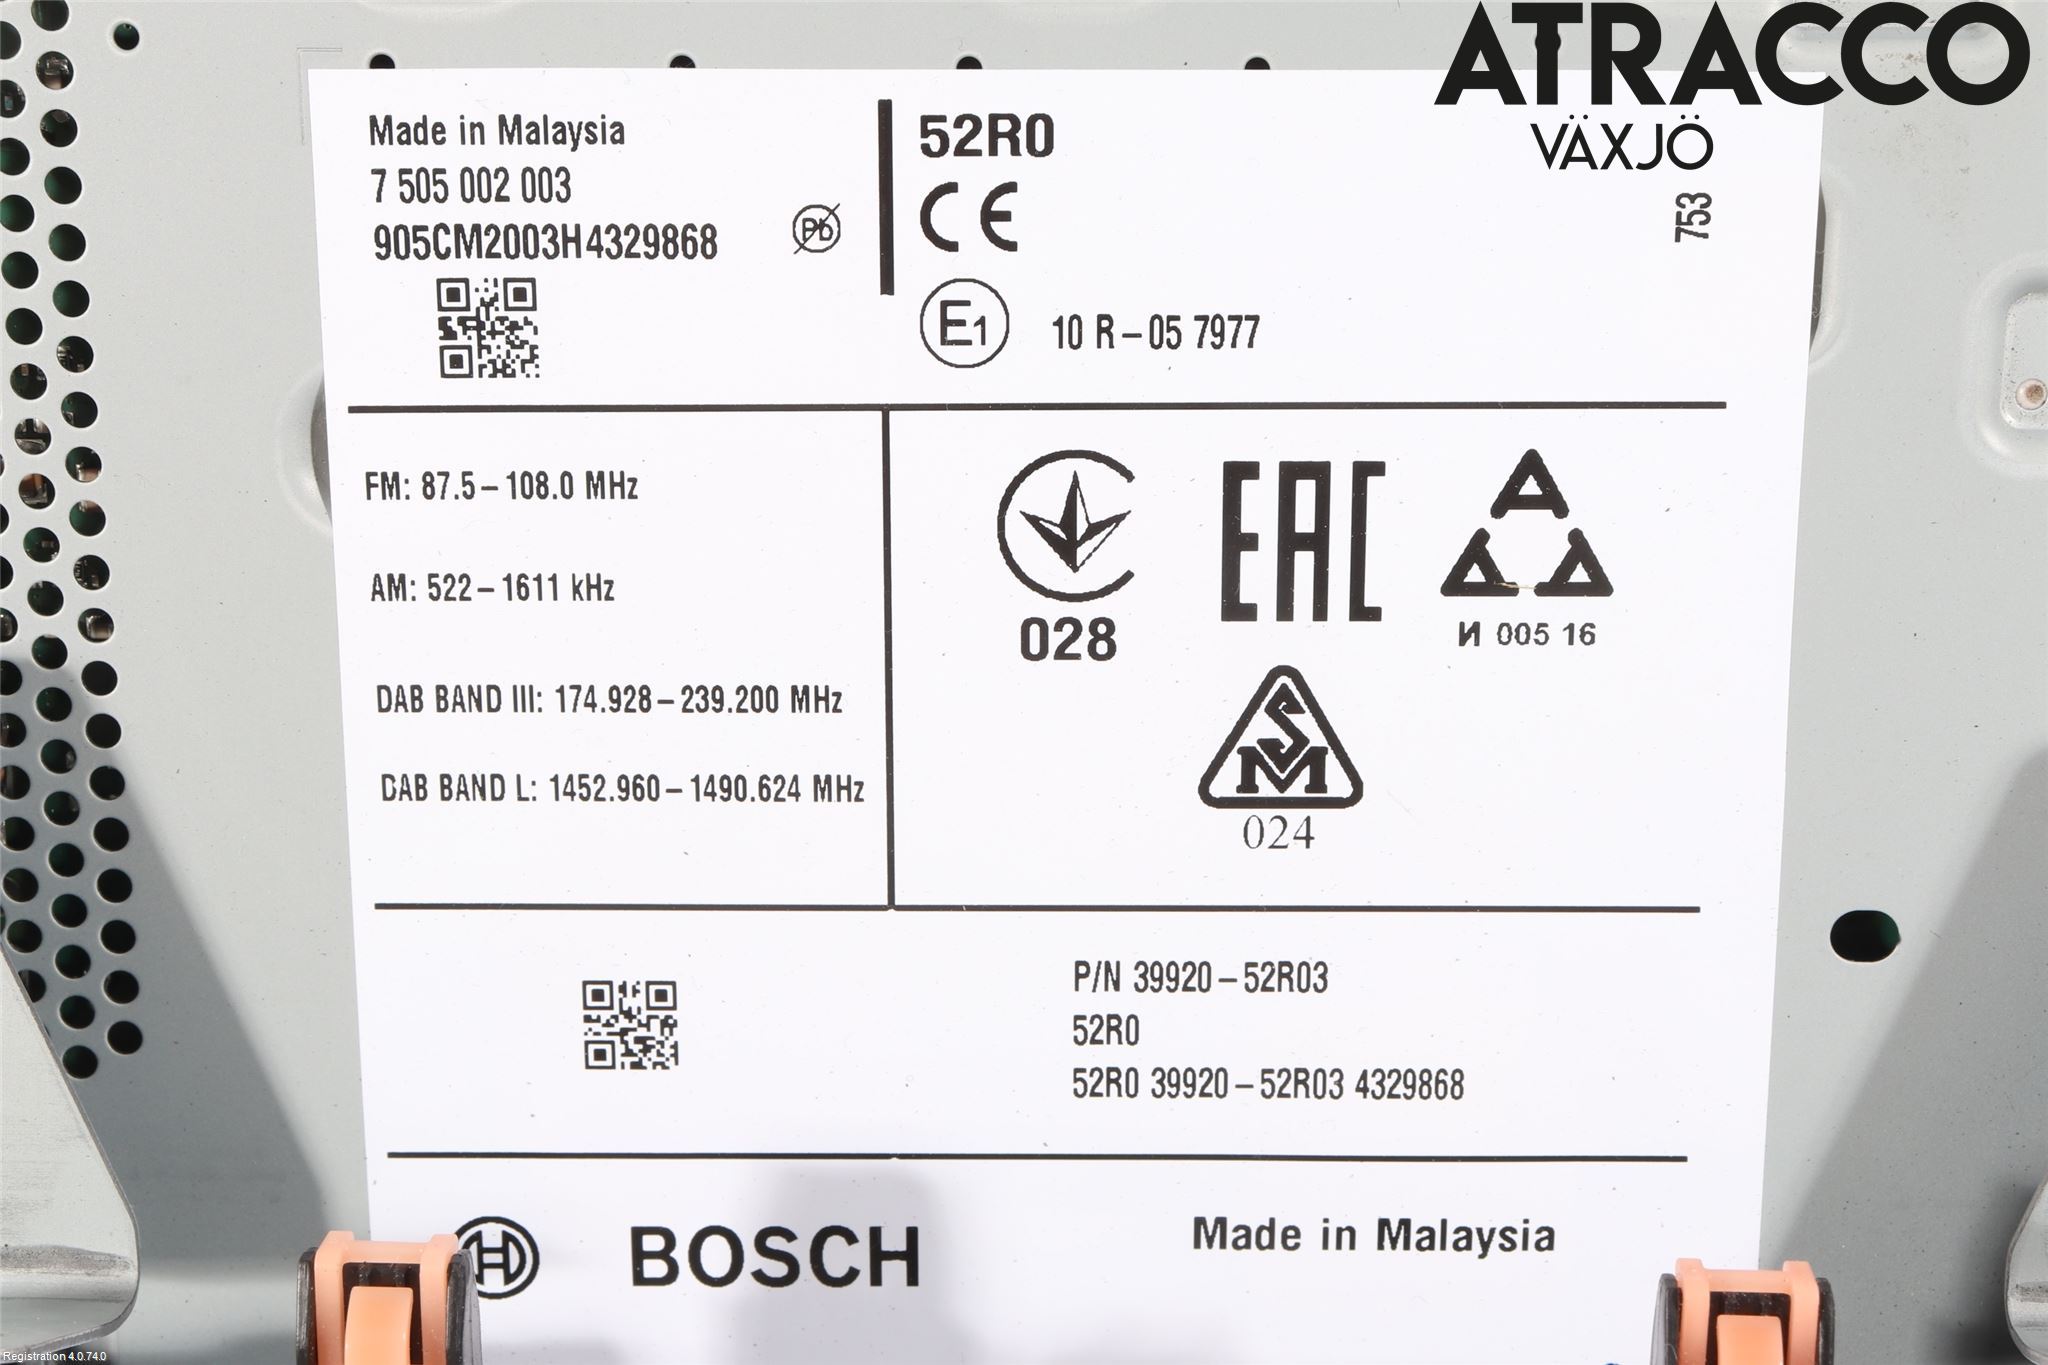 ATRACCO
VÄXJÖ
Made in Malaysia
7 505 002 003
905CM2003H4329868
Pb
52R0
CE
E1
10 R – 05 7977
753
FM: 87.5 – 108.0 MHz
AM: 522 – 1611 kHz
DAB BAND III: 174.928 – 239.200 MHz
DAB BAND L: 1452.960 – 1490.624 MHz
028
EAC
И 005 16
SM
024
P/N 39920 – 52R03
52R0
52R0 39920 – 52R03 4329868
BOSCH
Made in Malaysia
Registration 4.0.74.0